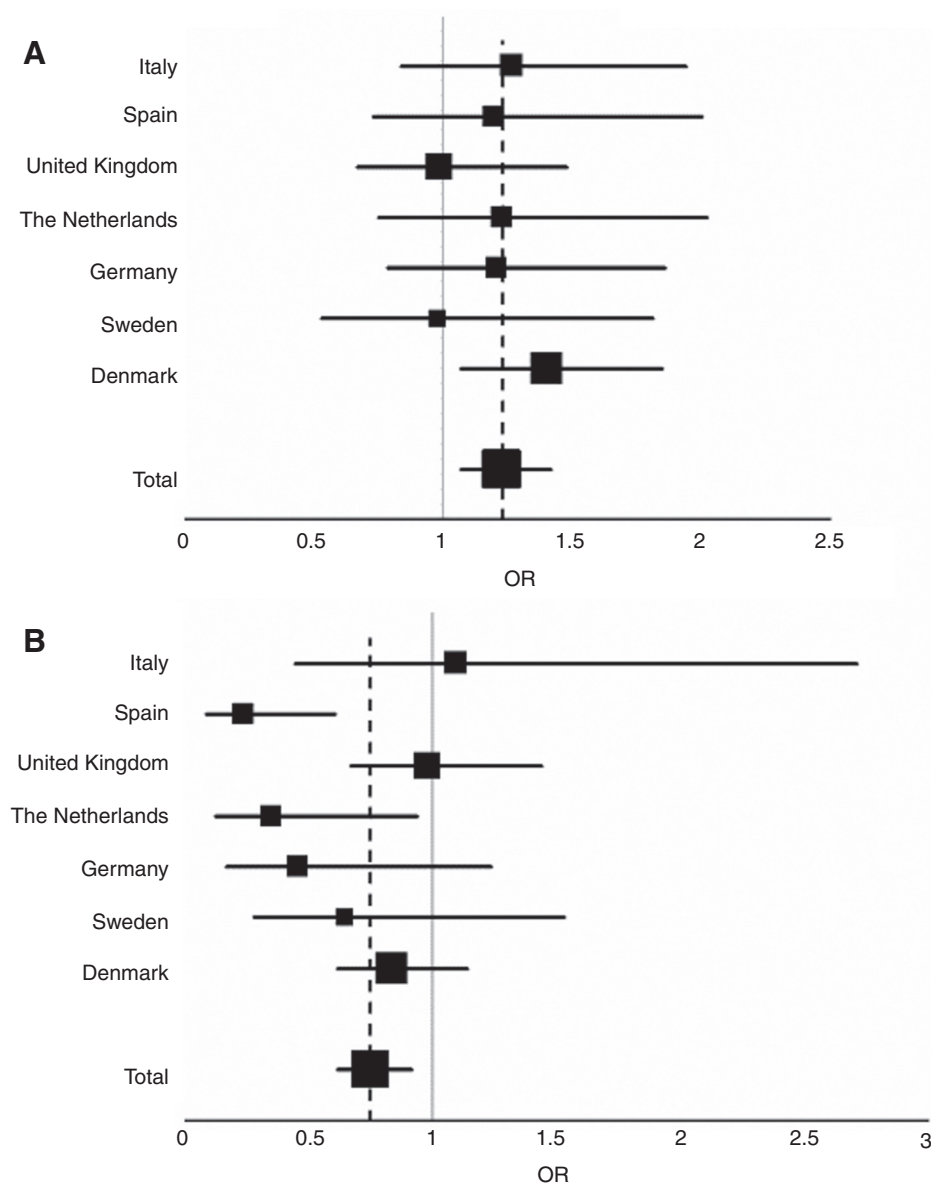 A
Italy
Spain
United Kingdom
The Netherlands
Germany
Sweden
Denmark
Total
0 0.5 1 1.5 2 2.5
OR
B
Italy
Spain
United Kingdom
The Netherlands
Germany
Sweden
Denmark
Total
0 0.5 1 1.5 2 2.5 3
OR